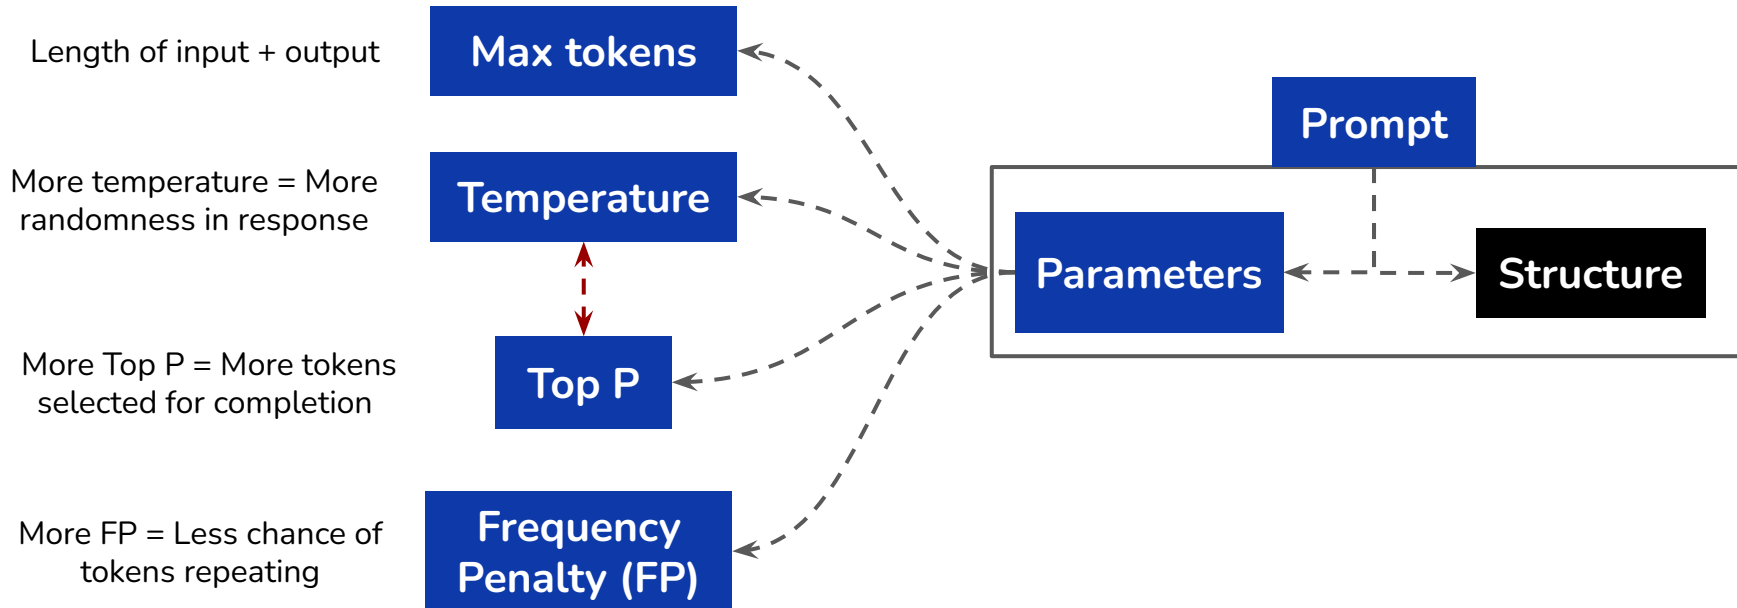 Length of input + output
Max tokens
Prompt
More temperature = More
randomness in response
Temperature
Parameters
Structure
More Top P = More tokens
selected for completion
Top P
More FP = Less chance of
tokens repeating
Frequency
Penalty (FP)